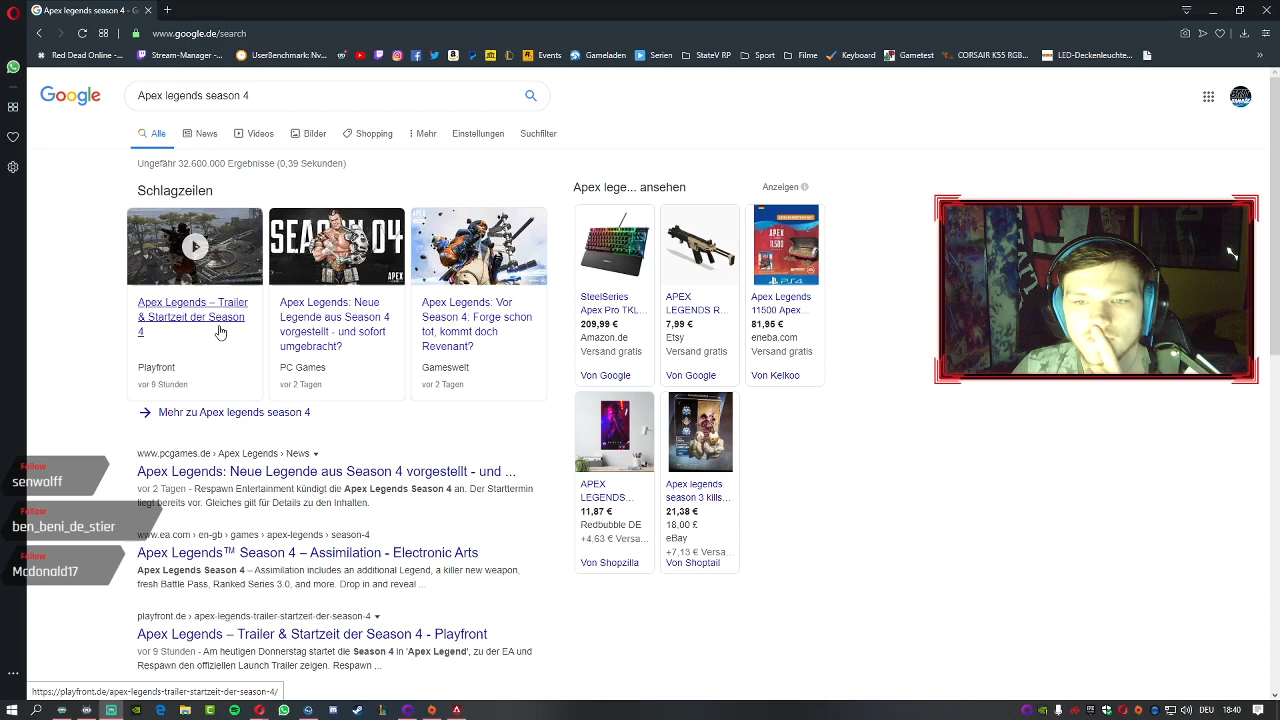 Apex legends season 4 - G
www.google.de/search
Red Dead Online -...
Stream-Manager -...
(3) Userbenchm...
Events
Gameladen
Serien
StateV RP
Sport
Filme
Keyboard
Gametest
CORSAIR K55 RGB...
LED-Deckenleuchte...
Google
Apex legends season 4
Alle
News
Videos
Bilder
Shopping
Mehr
Einstellungen
Suchfilter
Ungefähr 32.600.000 Ergebnisse (0,39 Sekunden)
Schlagzeilen
Apex Legends – Trailer
& Startzeit der Season
4
Playfront
vor 9 Stunden
SEASON 04
APEX
Apex Legends: Neue
Legende aus Season 4
vorgestellt - und sofort
umgebracht?
PC Games
vor 2 Tagen
Apex Legends: Vor
Season 4: Forge schon
tot, kommt doch
Revenant?
Gameswelt
vor 2 Tagen
Mehr zu Apex legends season 4
www.pcgames.de › Apex Legends › News
Apex Legends: Neue Legende aus Season 4 vorgestellt - und ...
vor 2 Tagen - Respawn Entertainment kündigt die Apex Legends Season 4 an. Der Starttermin
liegt bereits vor. Gleiches gilt für Details zu den Inhalten.
www.ea.com › en-gb › games › apex-legends › season-4
Apex Legends™ Season 4 – Assimilation - Electronic Arts
Apex Legends Season 4 – Assimilation includes an additional Legend, a killer new weapon,
fresh Battle Pass, Ranked Series 3.0, and more. Drop in and reveal ...
playfront.de › apex-legends-trailer-startzeit-der-season-4
Apex Legends – Trailer & Startzeit der Season 4 - Playfront
vor 9 Stunden - Am heutigen Donnerstag startet die Season 4 in 'Apex Legend', zu der EA und
Respawn den offiziellen Launch Trailer zeigen. Respawn ...
Apex lege... ansehen
Anzeigen
SteelSeries
Apex Pro TKL...
209,99 €
Amazon.de
Versand gratis
Von Google
APEX
LEGENDS R...
7,99 €
Etsy
Versand gratis
Von Google
Apex Legends
11500 Apex...
81,95 €
eneba.com
Versand gratis
Von Kelkoo
APEX
LEGENDS...
11,87 €
Redbubble DE
+4,63 € Versa...
Von Shopzilla
Apex legends
season 3 kills...
21,38 €
18,00 £
eBay
+7,13 € Versa...
Von Shoptail
Follow
senwolff
Follow
ben_beni_de_stier
Follow
Mcdonald17
https://playfront.de/apex-legends-trailer-startzeit-der-season-4/
DEU
18:40